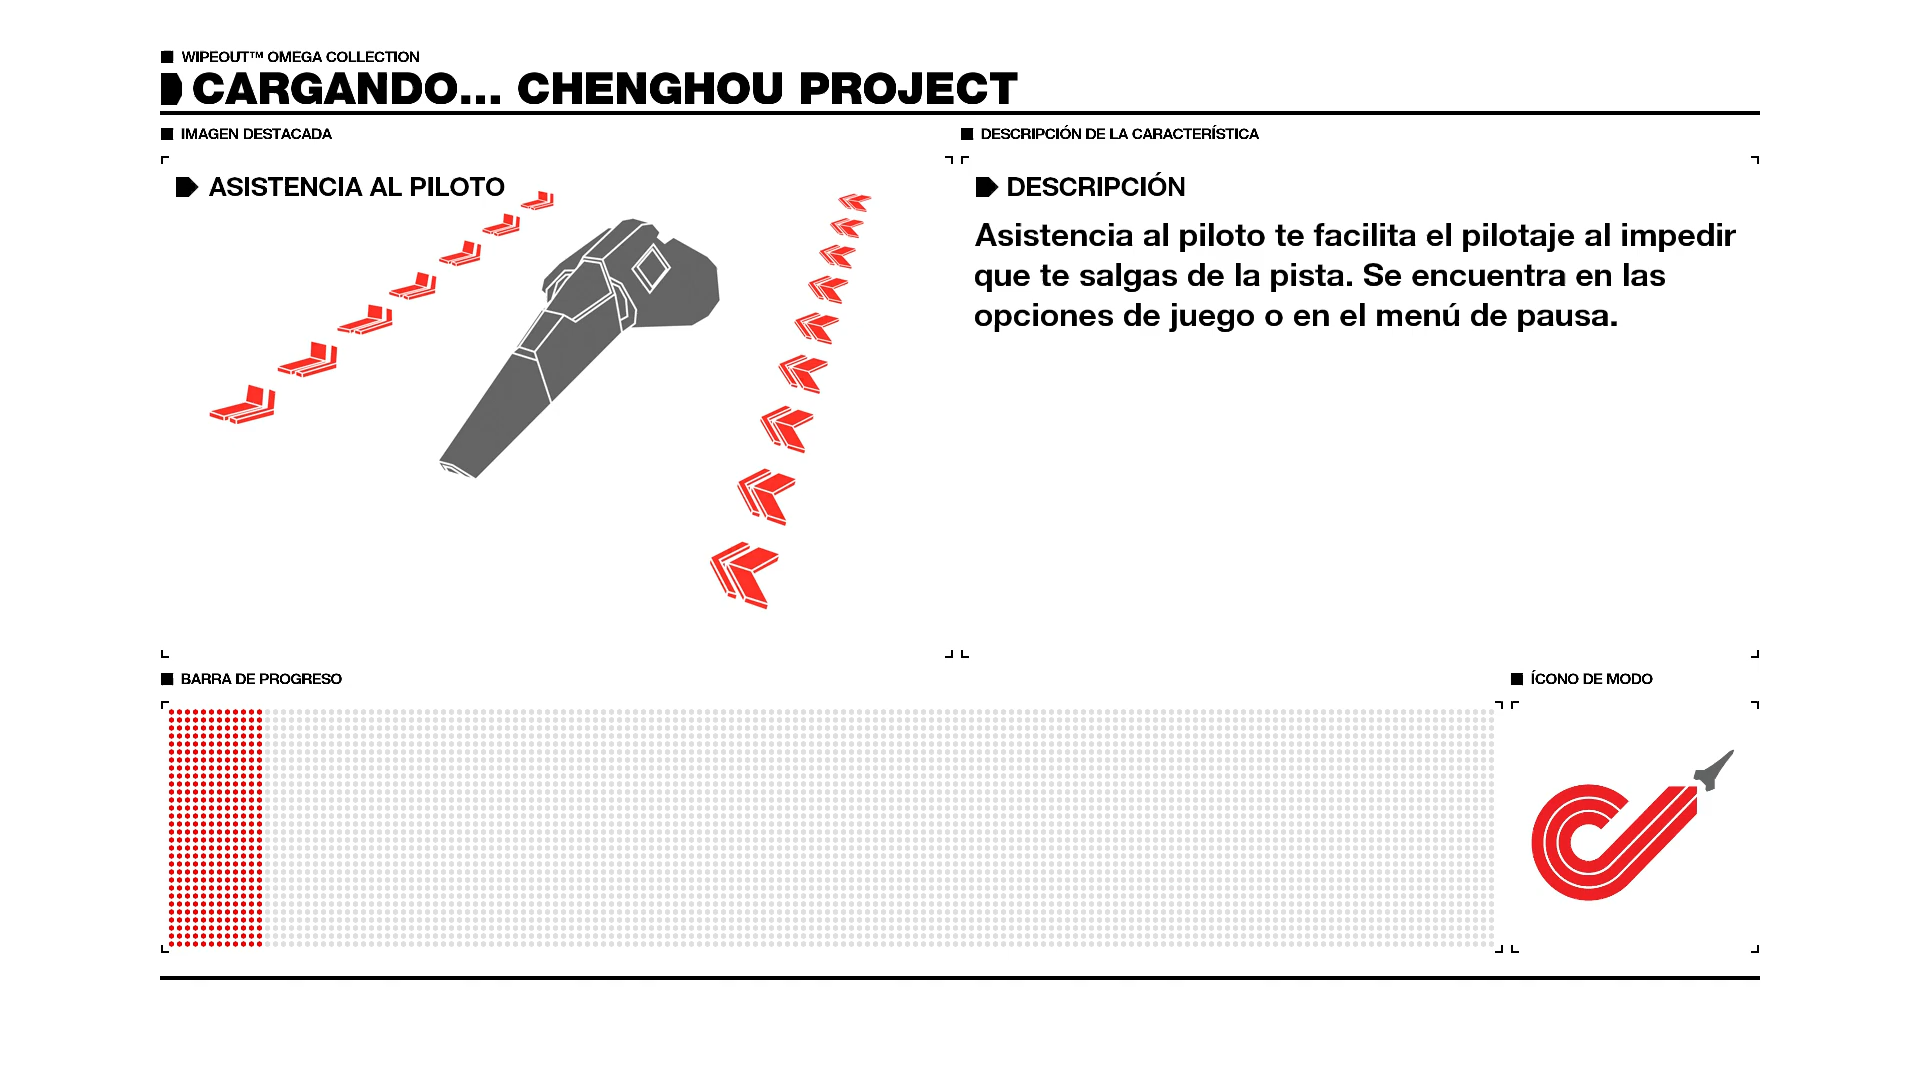 WIPEOUT™ OMEGA COLLECTION
CARGANDO... CHENGHOU PROJECT
IMAGEN DESTACADA
ASISTENCIA AL PILOTO
DESCRIPCIÓN DE LA CARACTERÍSTICA
DESCRIPCIÓN
Asistencia al piloto te facilita el pilotaje al impedir
que te salgas de la pista. Se encuentra en las
opciones de juego o en el menú de pausa.
BARRA DE PROGRESO
ÍCONO DE MODO